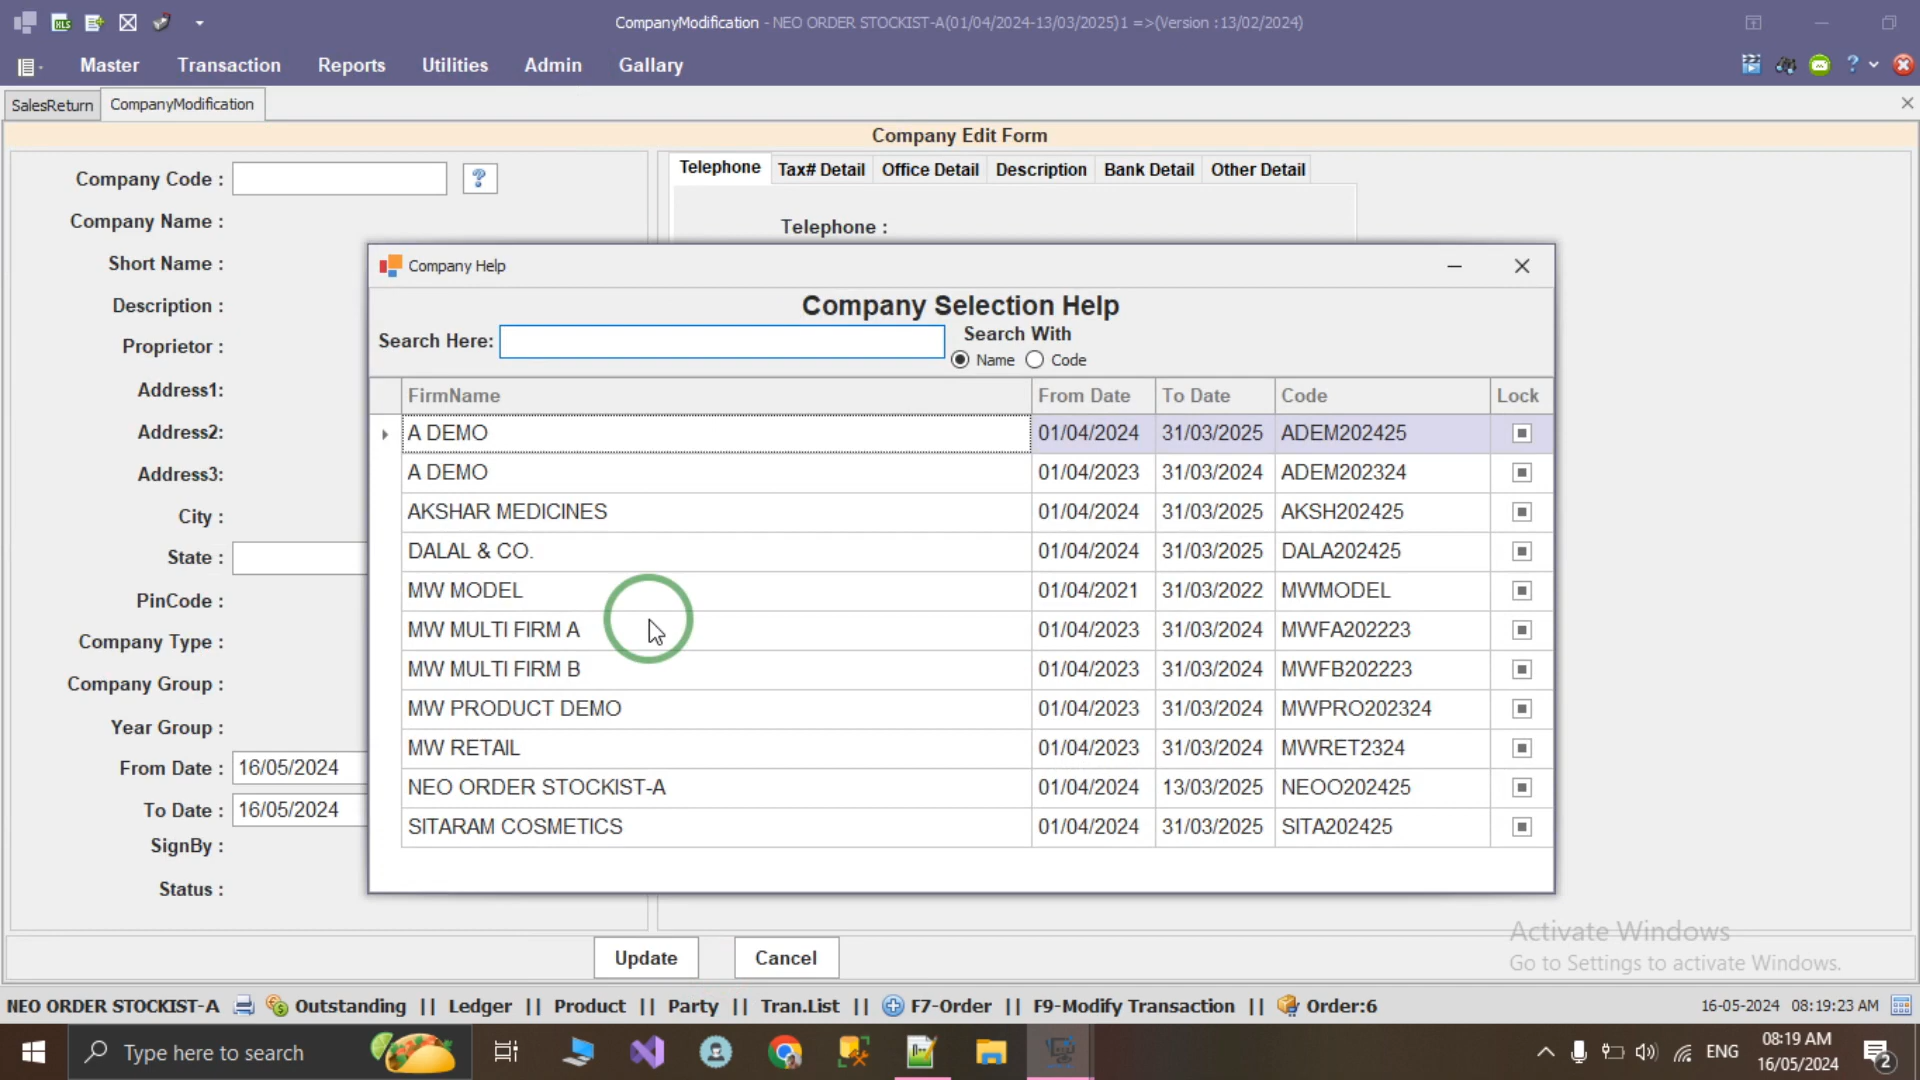 CompanyModification - NEO ORDER STOCKIST-A(01/04/2024-13/03/2025)1 =>(Version :13/02/2024)
Master Transaction Reports Utilities Admin Gallary
SalesReturn CompanyModification
Company Edit Form
Company Code :
Company Name :
Short Name :
Description :
Proprietor :
Address1:
Address2:
Address3:
City :
State :
PinCode :
Company Type :
Company Group :
Year Group :
From Date : 16/05/2024
To Date : 16/05/2024
SignBy :
Status :
Telephone Tax# Detail Office Detail Description Bank Detail Other Detail
Telephone :
Company Help
Company Selection Help
Search Here:
Search With
Name Code
FirmName From Date To Date Code Lock
A DEMO 01/04/2024 31/03/2025 ADEM202425
A DEMO 01/04/2023 31/03/2024 ADEM202324
AKSHAR MEDICINES 01/04/2024 31/03/2025 AKSH202425
DALAL & CO. 01/04/2024 31/03/2025 DALA202425
MW MODEL 01/04/2021 31/03/2022 MWMODEL
MW MULTI FIRM A 01/04/2023 31/03/2024 MWFA202223
MW MULTI FIRM B 01/04/2023 31/03/2024 MWFB202223
MW PRODUCT DEMO 01/04/2023 31/03/2024 MWPRO202324
MW RETAIL 01/04/2023 31/03/2024 MWRET2324
NEO ORDER STOCKIST-A 01/04/2024 13/03/2025 NEOO202425
SITARAM COSMETICS 01/04/2024 31/03/2025 SITA202425
Update Cancel
Activate Windows
Go to Settings to activate Windows.
NEO ORDER STOCKIST-A Outstanding || Ledger || Product || Party || Tran.List || F7-Order || F9-Modify Transaction || Order:6 16-05-2024 08:19:23 AM
Type here to search
ENG
08:19 AM
16/05/2024
2